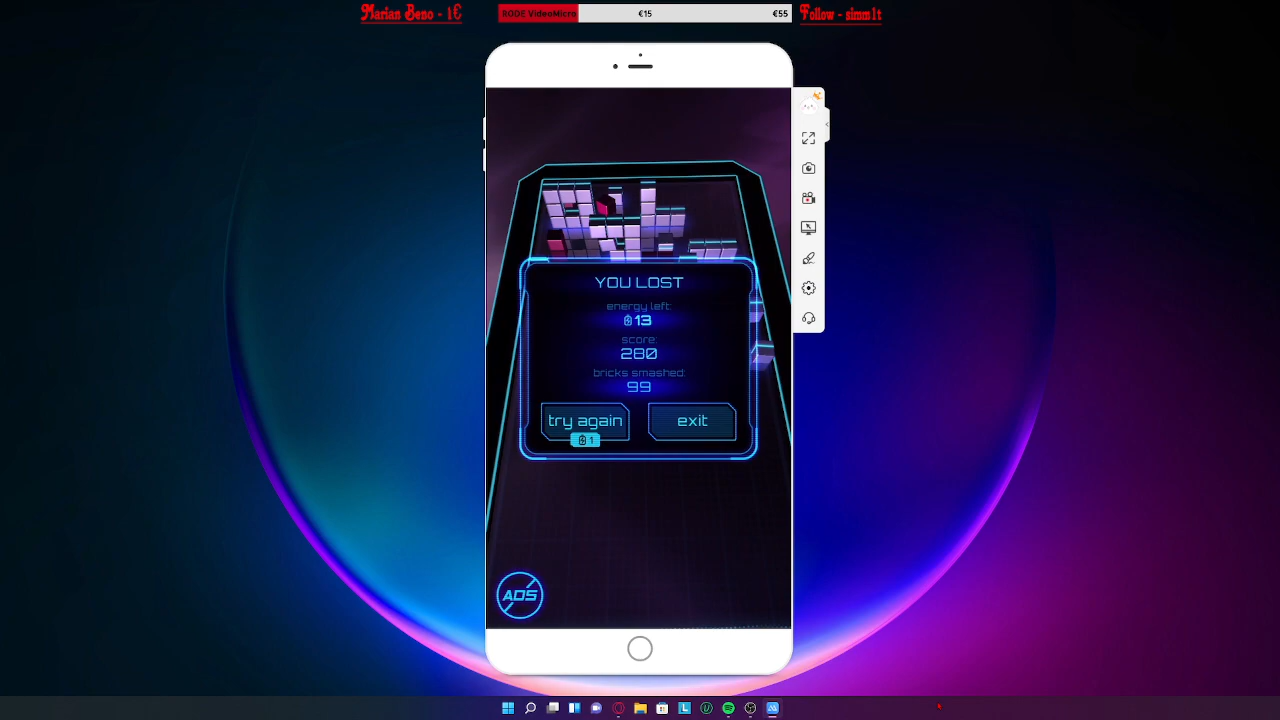 Marian Beno - 1€
RODE VideoMicro €15 €55
Follow - simm1t
YOU LOST
energy left:
13
score:
280
bricks smashed:
99
try again
1
exit
ADS